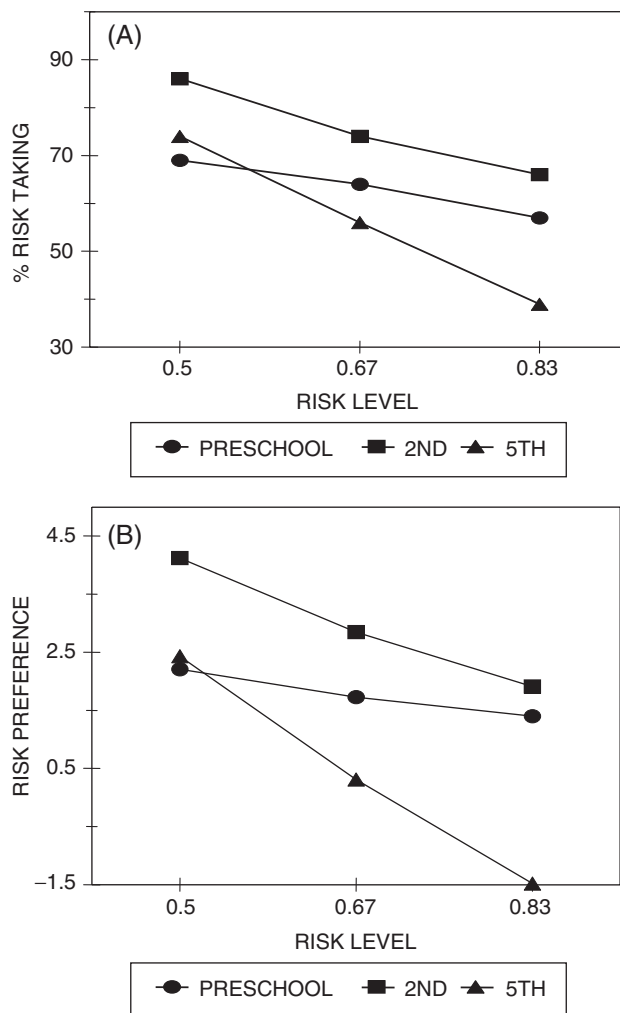 (A)
90
70
50
30
% RISK TAKING
0.5 0.67 0.83
RISK LEVEL
PRESCHOOL 2ND 5TH
(B)
4.5
2.5
0.5
−1.5
RISK PREFERENCE
0.5 0.67 0.83
RISK LEVEL
PRESCHOOL 2ND 5TH